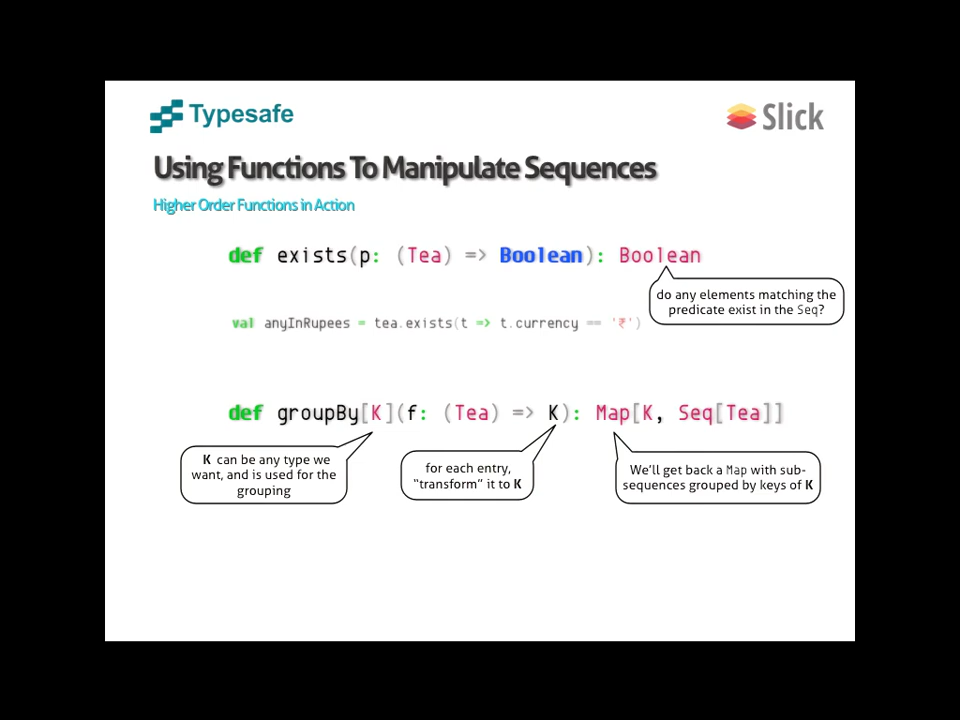 Typesafe
Slick
Using Functions To Manipulate Sequences
Higher Order Functions in Action
def exists(p: (Tea) => Boolean): Boolean
do any elements matching the
predicate exist in the Seq?
val anyInRupees = tea.exists(t => t.currency == '₹')
def groupBy[K](f: (Tea) => K): Map[K, Seq[Tea]]
K can be any type we
want, and is used for the
grouping
for each entry,
“transform” it to K
We'll get back a Map with sub-
sequences grouped by keys of K